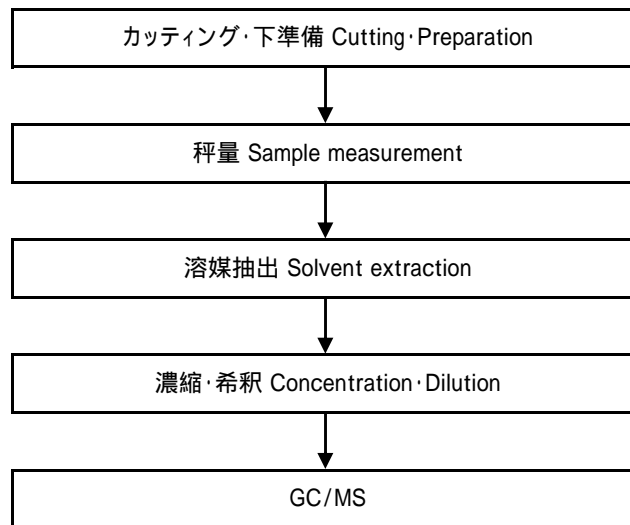 カッティング･下準備 Cutting･Preparation
秤量 Sample measurement
溶媒抽出 Solvent extraction
濃縮･希釈 Concentration･Dilution
GC/MS